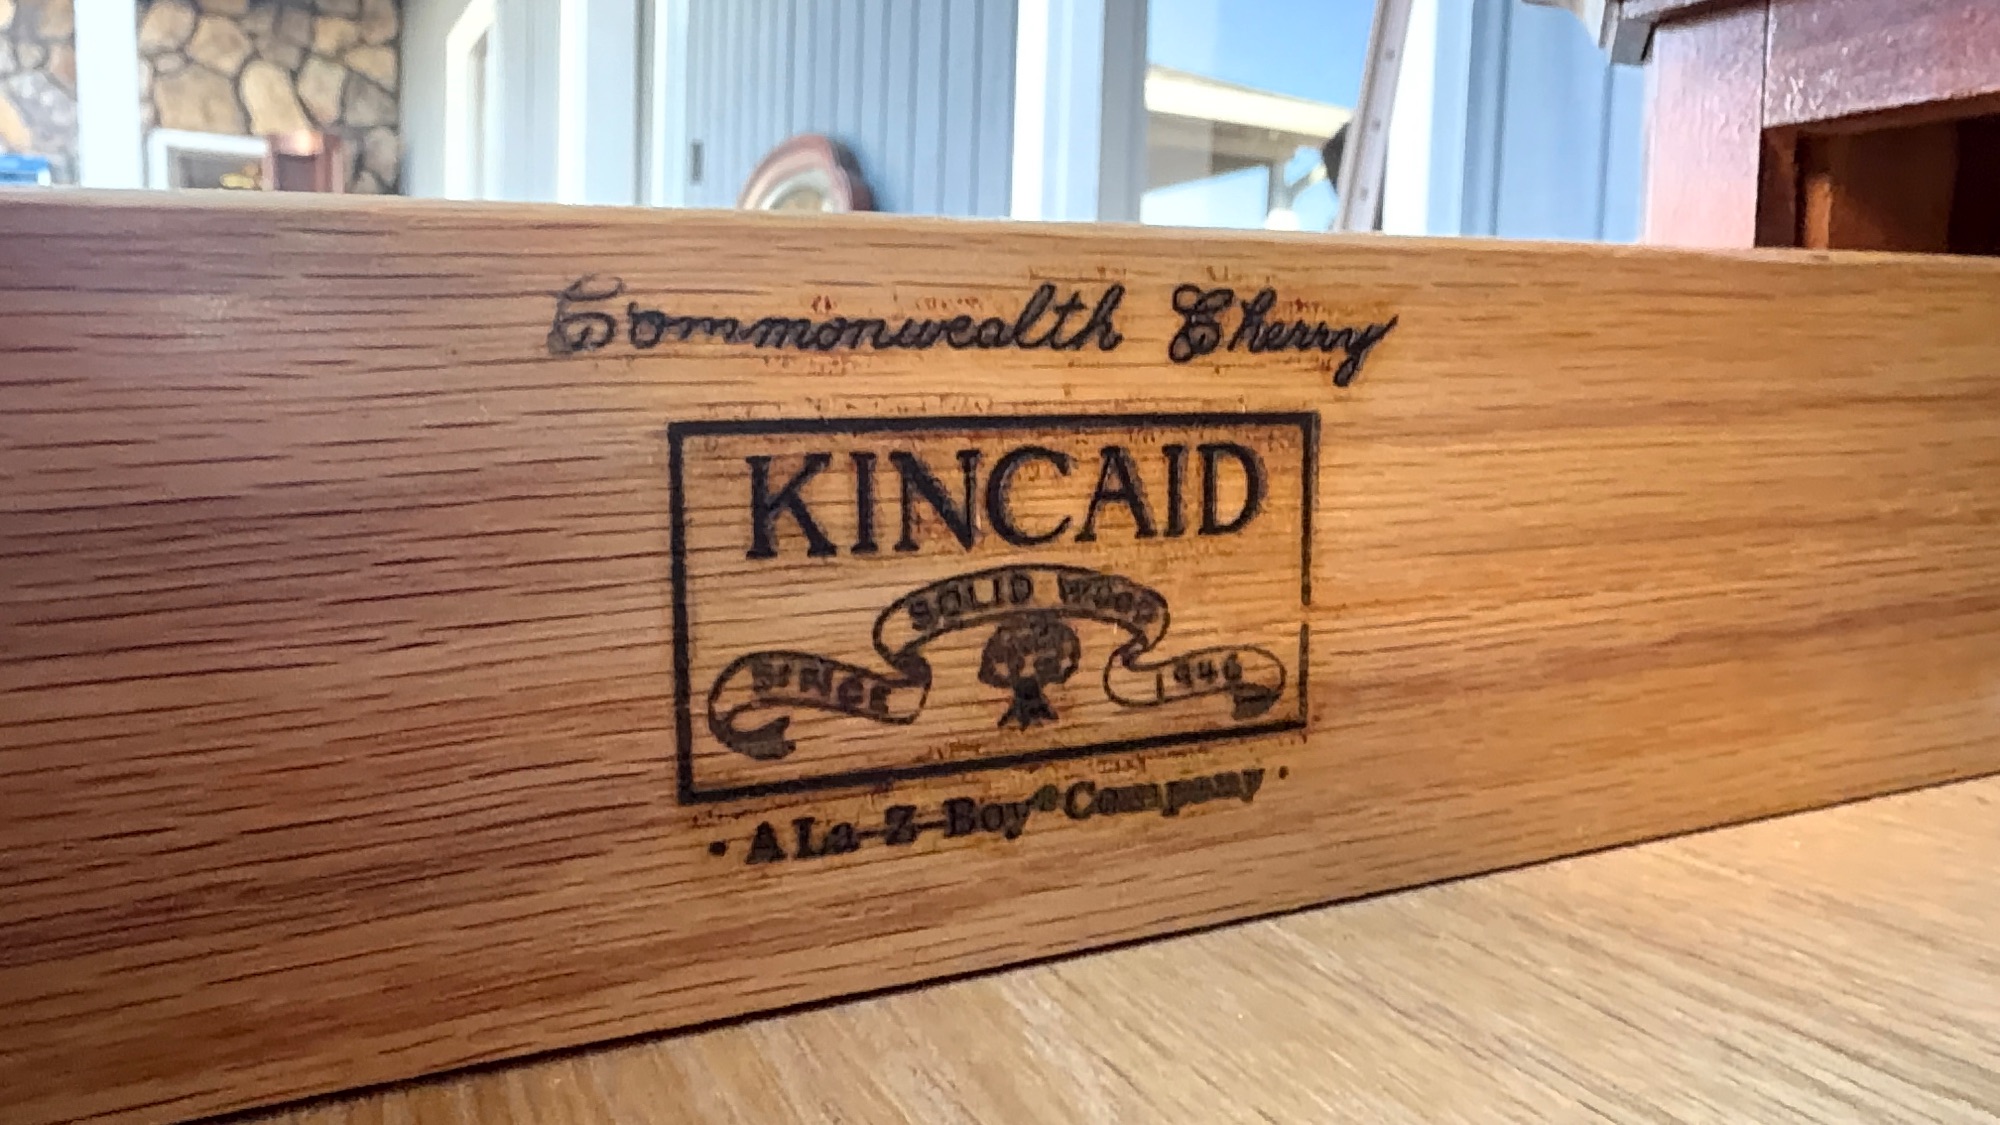 Commonwealth Cherry
KINCAID
SOLID WOOD
SINCE 1946
· A La-Z-Boy® Company ·